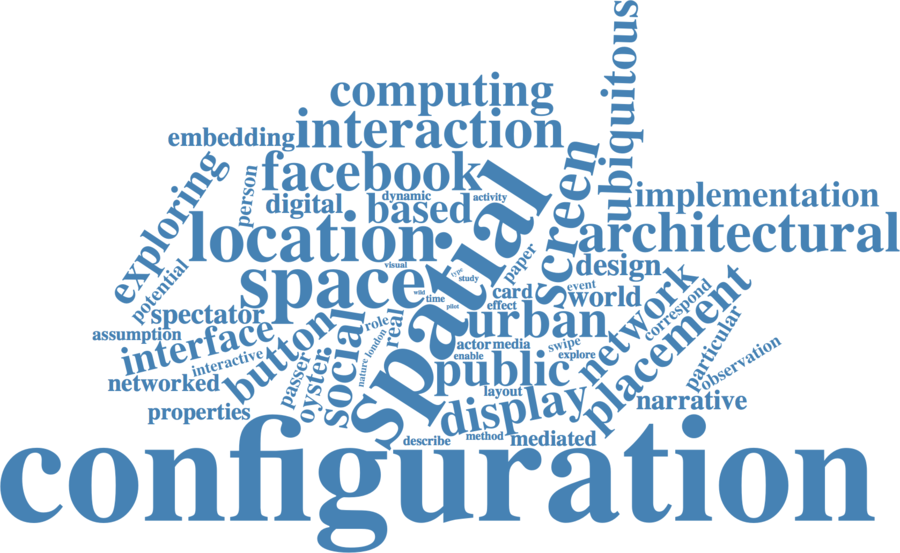 ubiquitous
computing
interaction
embedding
exploring
person
facebook
dynamic
activity
digital
based
screen
implementation
location
spatial
architectural
potential
visual
type
study
paper
design
space
wild
time
pilot
card
effect
event
world
network
correspond
spectator
assumption
interface
interactive
button
passer
oyster
social
role
real
nature
london
urban
actor
media
enable
swipe
explore
placement
particular
observation
networked
properties
public
layout
display
narrative
describe
method
mediated
configuration